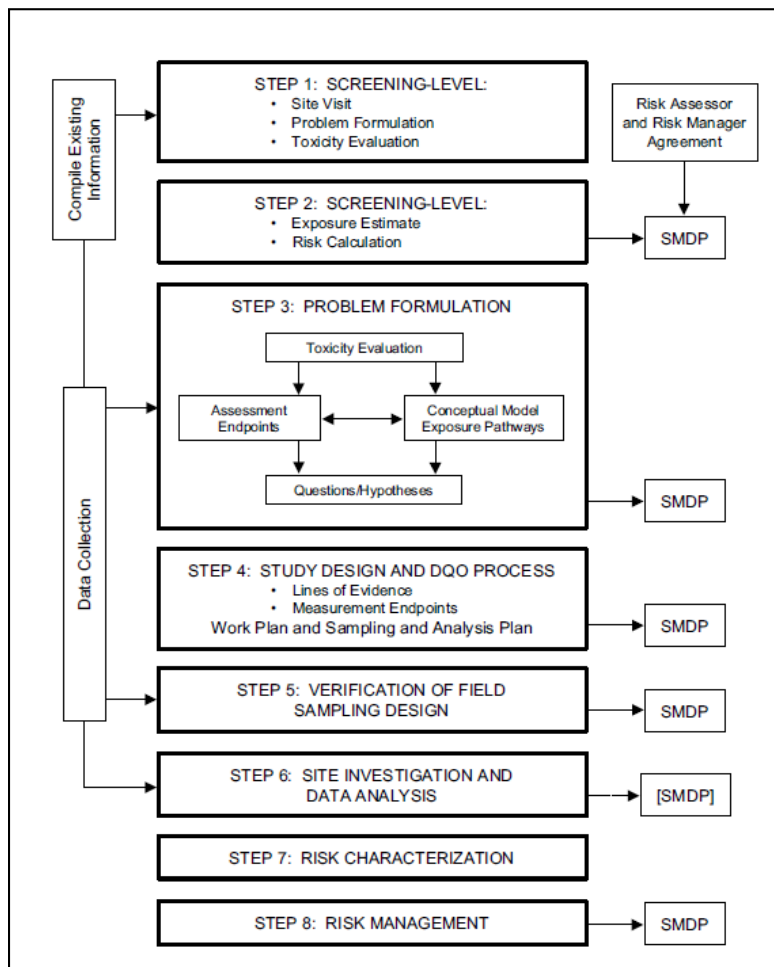 Compile Existing
Information
STEP 1: SCREENING-LEVEL:
• Site Visit
• Problem Formulation
• Toxicity Evaluation
Risk Assessor
and Risk Manager
Agreement
STEP 2: SCREENING-LEVEL:
• Exposure Estimate
• Risk Calculation
SMDP
Data Collection
STEP 3: PROBLEM FORMULATION
Toxicity Evaluation
Assessment
Endpoints
Conceptual Model
Exposure Pathways
Questions/Hypotheses
SMDP
STEP 4: STUDY DESIGN AND DQO PROCESS
• Lines of Evidence
• Measurement Endpoints
Work Plan and Sampling and Analysis Plan
SMDP
STEP 5: VERIFICATION OF FIELD
SAMPLING DESIGN
SMDP
STEP 6: SITE INVESTIGATION AND
DATA ANALYSIS
[SMDP]
STEP 7: RISK CHARACTERIZATION
STEP 8: RISK MANAGEMENT
SMDP